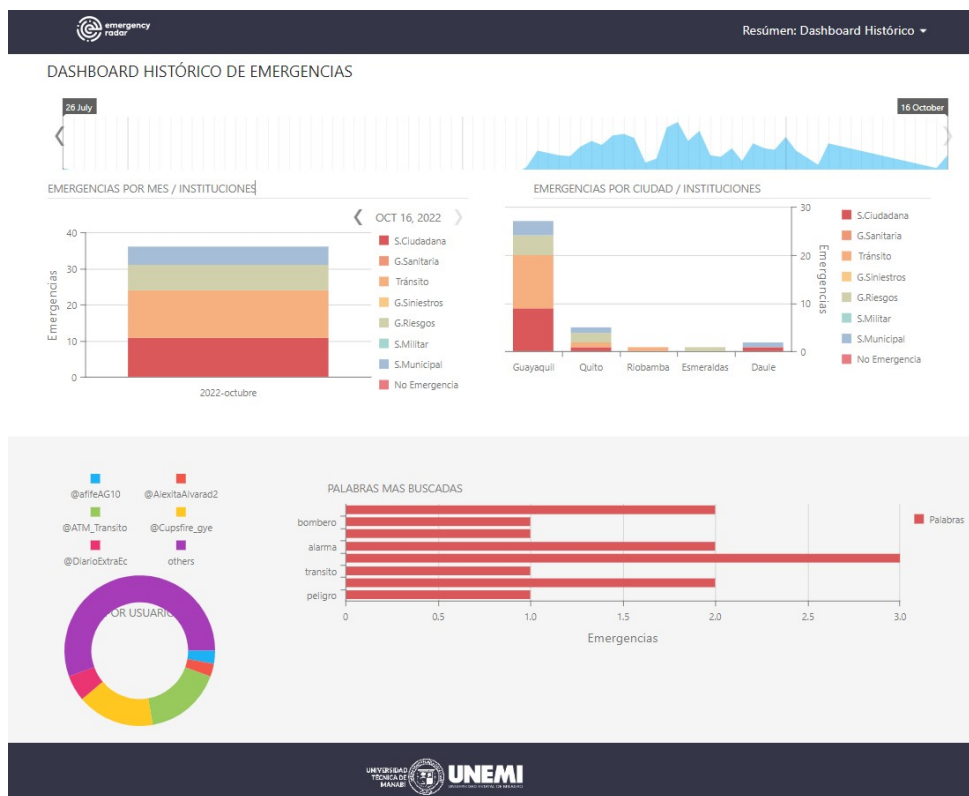 emergency
radar
Resúmen: Dashboard Histórico
DASHBOARD HISTÓRICO DE EMERGENCIAS
26 July
16 October
EMERGENCIAS POR MES / INSTITUCIONES
OCT 16, 2022
40
30
20
10
0
Emergencias
2022-octubre
S.Ciudadana
G.Sanitaria
Tránsito
G.Siniestros
G.Riesgos
S.Militar
S.Municipal
No Emergencia
EMERGENCIAS POR CIUDAD / INSTITUCIONES
30
20
10
0
Emergencias
Guayaquil
Quito
Riobamba
Esmeraldas
Daule
S.Ciudadana
G.Sanitaria
Tránsito
G.Siniestros
G.Riesgos
S.Militar
S.Municipal
No Emergencia
@afifeAG10
@AlexitaAlvarad2
@ATM_Transito
@Cupsfire_gye
@DiarioExtraEc
others
OR USUARIO
PALABRAS MAS BUSCADAS
bombero
alarma
transito
peligro
0
0.5
1.0
1.5
2.0
2.5
3.0
Emergencias
Palabras
UNIVERSIDAD
TÉCNICA DE
MANABÍ
UNEMI